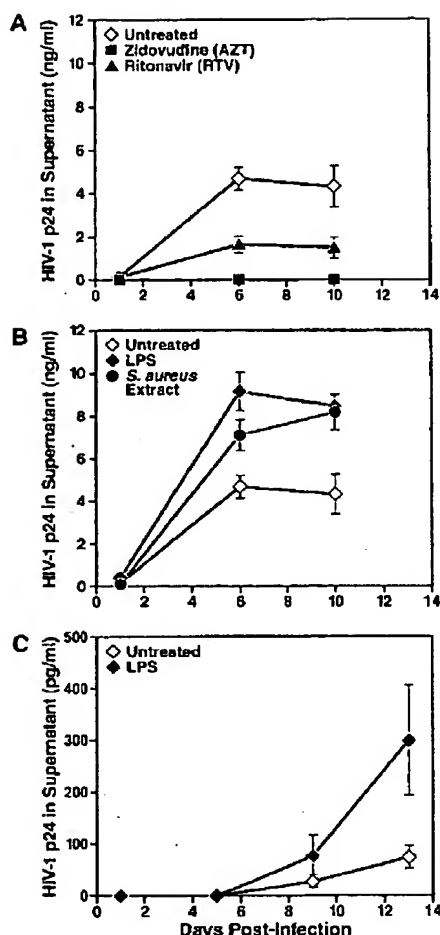 A
HIV-1 p24 in Supernatant (ng/ml)
Untreated
Zidovudine (AZT)
Ritonavir (RTV)
12
10
8
6
4
2
0
0 2 4 6 8 10 12 14
B
HIV-1 p24 in Supernatant (ng/ml)
Untreated
LPS
S. aureus
Extract
12
10
8
6
4
2
0
0 2 4 6 8 10 12 14
C
HIV-1 p24 in Supernatant (pg/ml)
Untreated
LPS
500
400
300
200
100
0
0 2 4 6 8 10 12 14
Days Post-Infection